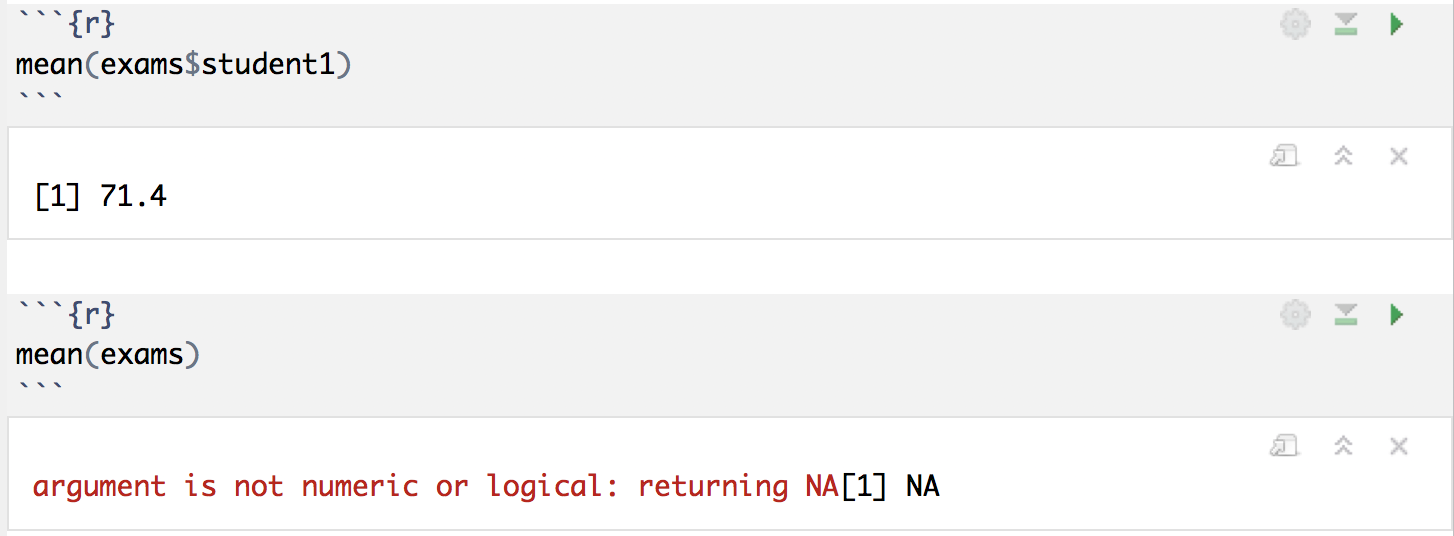 ```{r}
mean(exams$student1)
```
[1] 71.4
```{r}
mean(exams)
```
argument is not numeric or logical: returning NA[1] NA